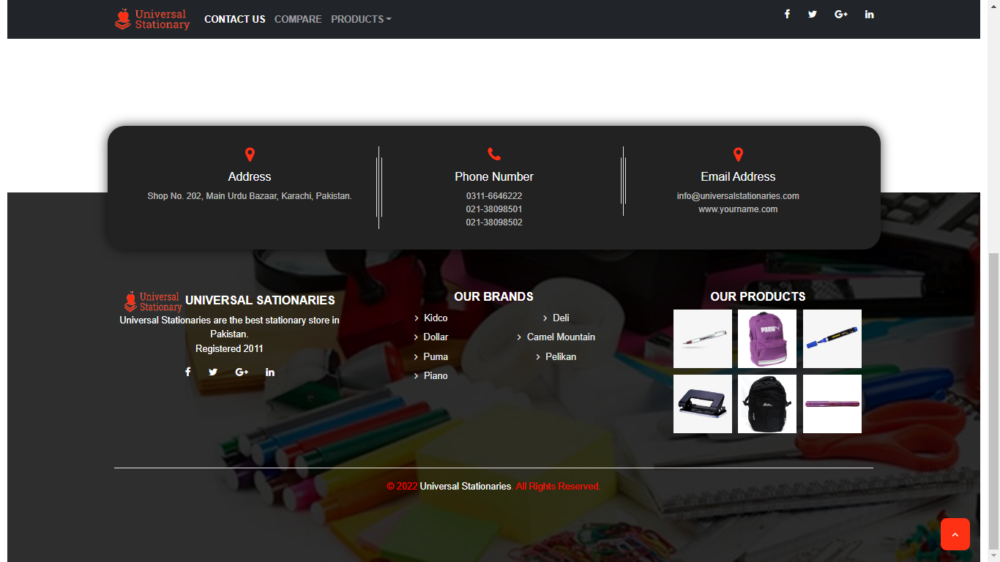 Universal
Stationary
CONTACT US COMPARE PRODUCTS
Address
Shop No. 202, Main Urdu Bazaar, Karachi, Pakistan.
Phone Number
0311-6646222
021-38098501
021-38098502
Email Address
info@universalstationaries.com
www.yourname.com
Universal
Stationary
UNIVERSAL SATIONARIES
Universal Stationaries are the best stationary store in
Pakistan.
Registered 2011
OUR BRANDS
Kidco
Dollar
Puma
Piano
Deli
Camel Mountain
Pelikan
OUR PRODUCTS
PUMA
© 2022 Universal Stationaries. All Rights Reserved.